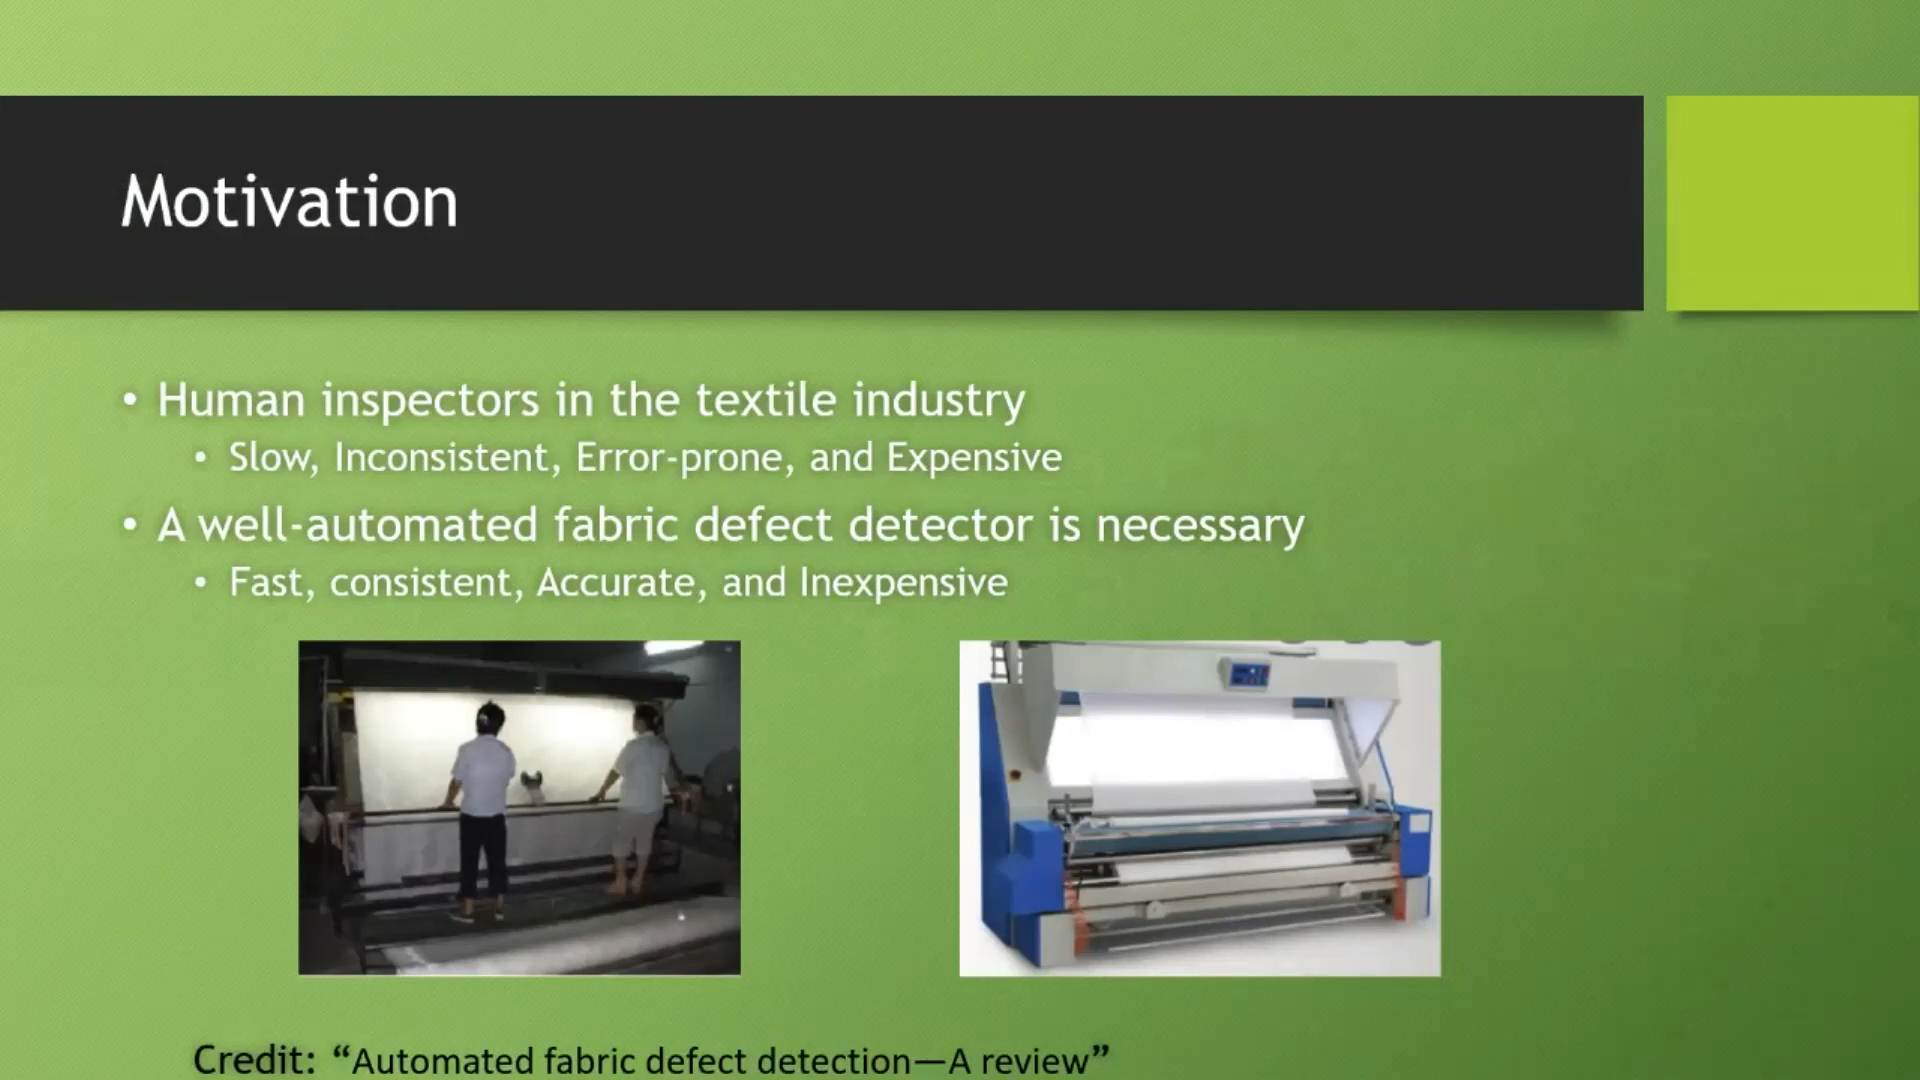 Motivation
• Human inspectors in the textile industry
• Slow, Inconsistent, Error-prone, and Expensive
• A well-automated fabric defect detector is necessary
• Fast, consistent, Accurate, and Inexpensive
Credit: “Automated fabric defect detection—A review”